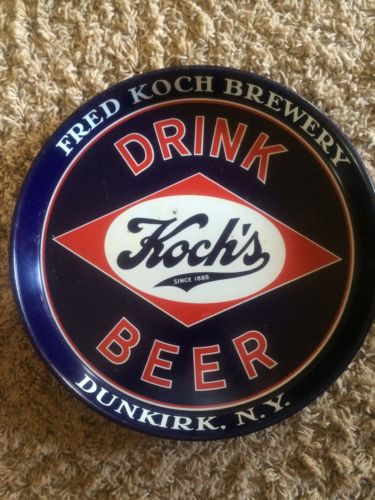 FRED KOCH BREWERY
DRINK
Koch's
SINCE 1888
BEER
DUNKIRK, N.Y.